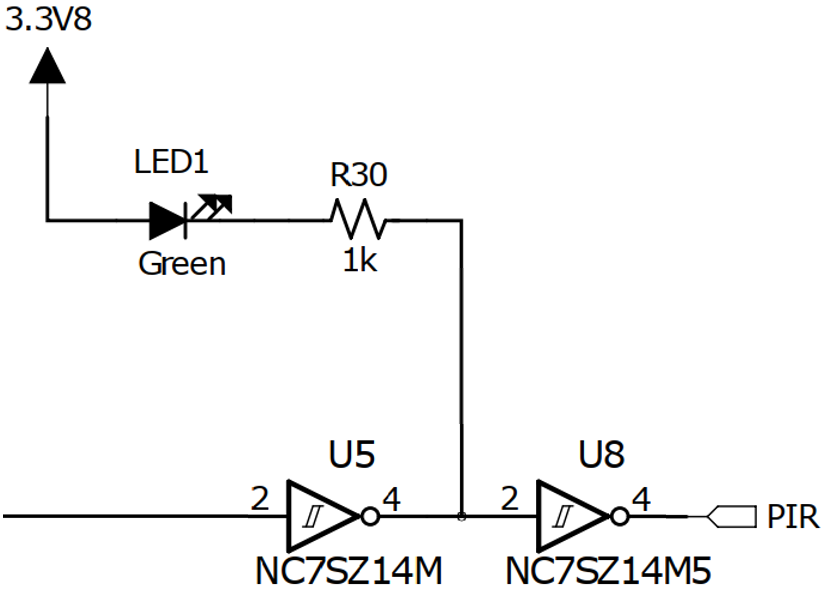 3.3V8
LED1
R30
Green
1k
U5
U8
2
4
2
4
PIR
NC7SZ14M
NC7SZ14M5